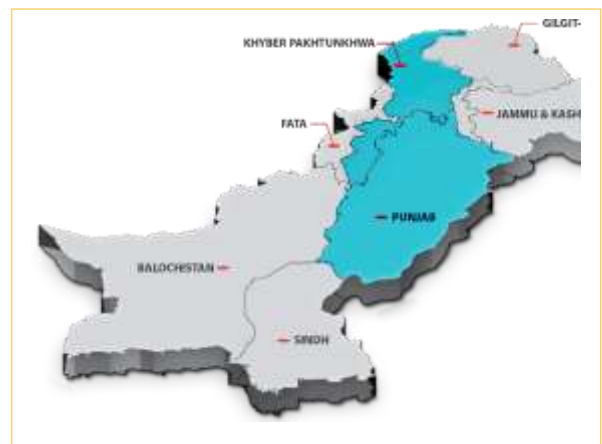 GILGIT-
KHYBER PAKHTUNKHWA
JAMMU & KASH
FATA
PUNJAB
BALOCHISTAN
SINDH